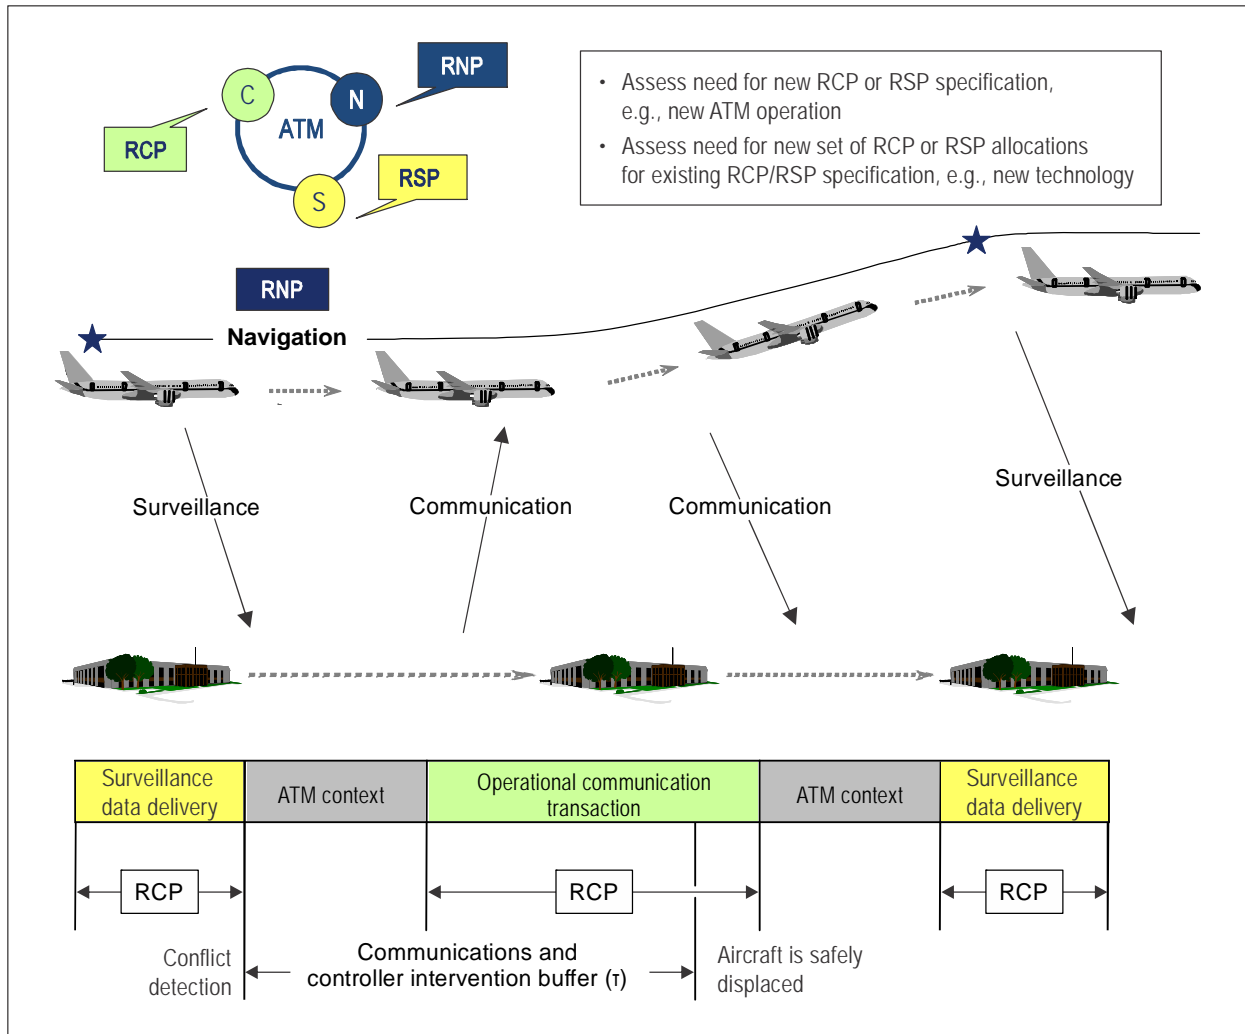 RNP
C
N
ATM
RCP
RSP
S
• Assess need for new RCP or RSP specification,
e.g., new ATM operation
• Assess need for new set of RCP or RSP allocations
for existing RCP/RSP specification, e.g., new technology
RNP
Navigation
Surveillance
Communication
Communication
Surveillance
Surveillance
data delivery
ATM context
Operational communication
transaction
ATM context
Surveillance
data delivery
RCP
RCP
RCP
Conflict
detection
Communications and
controller intervention buffer (τ)
Aircraft is safely
displaced